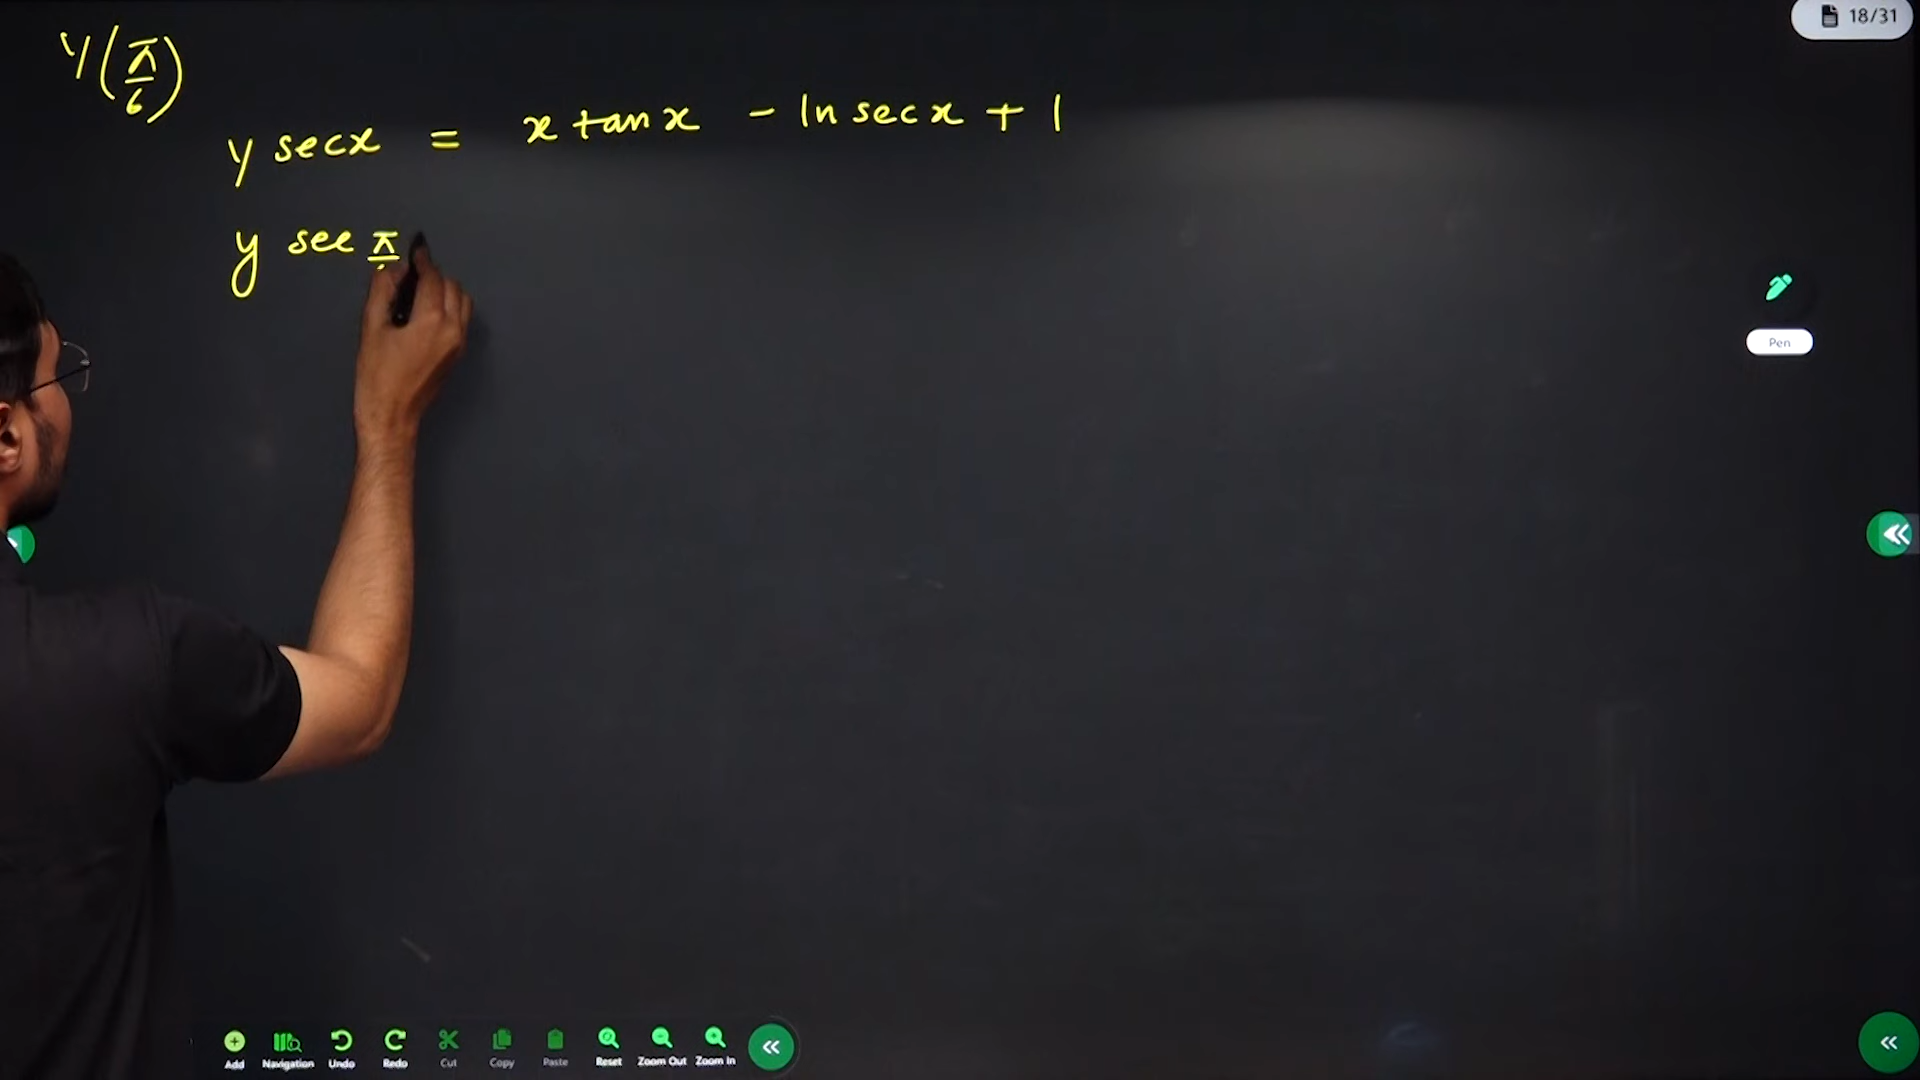 18/31
y(π/6)
y secx = x tanx - ln secx + 1
y sec π
Pen
Add Navigation Undo Redo Cut Copy Paste Reset Zoom Out Zoom In